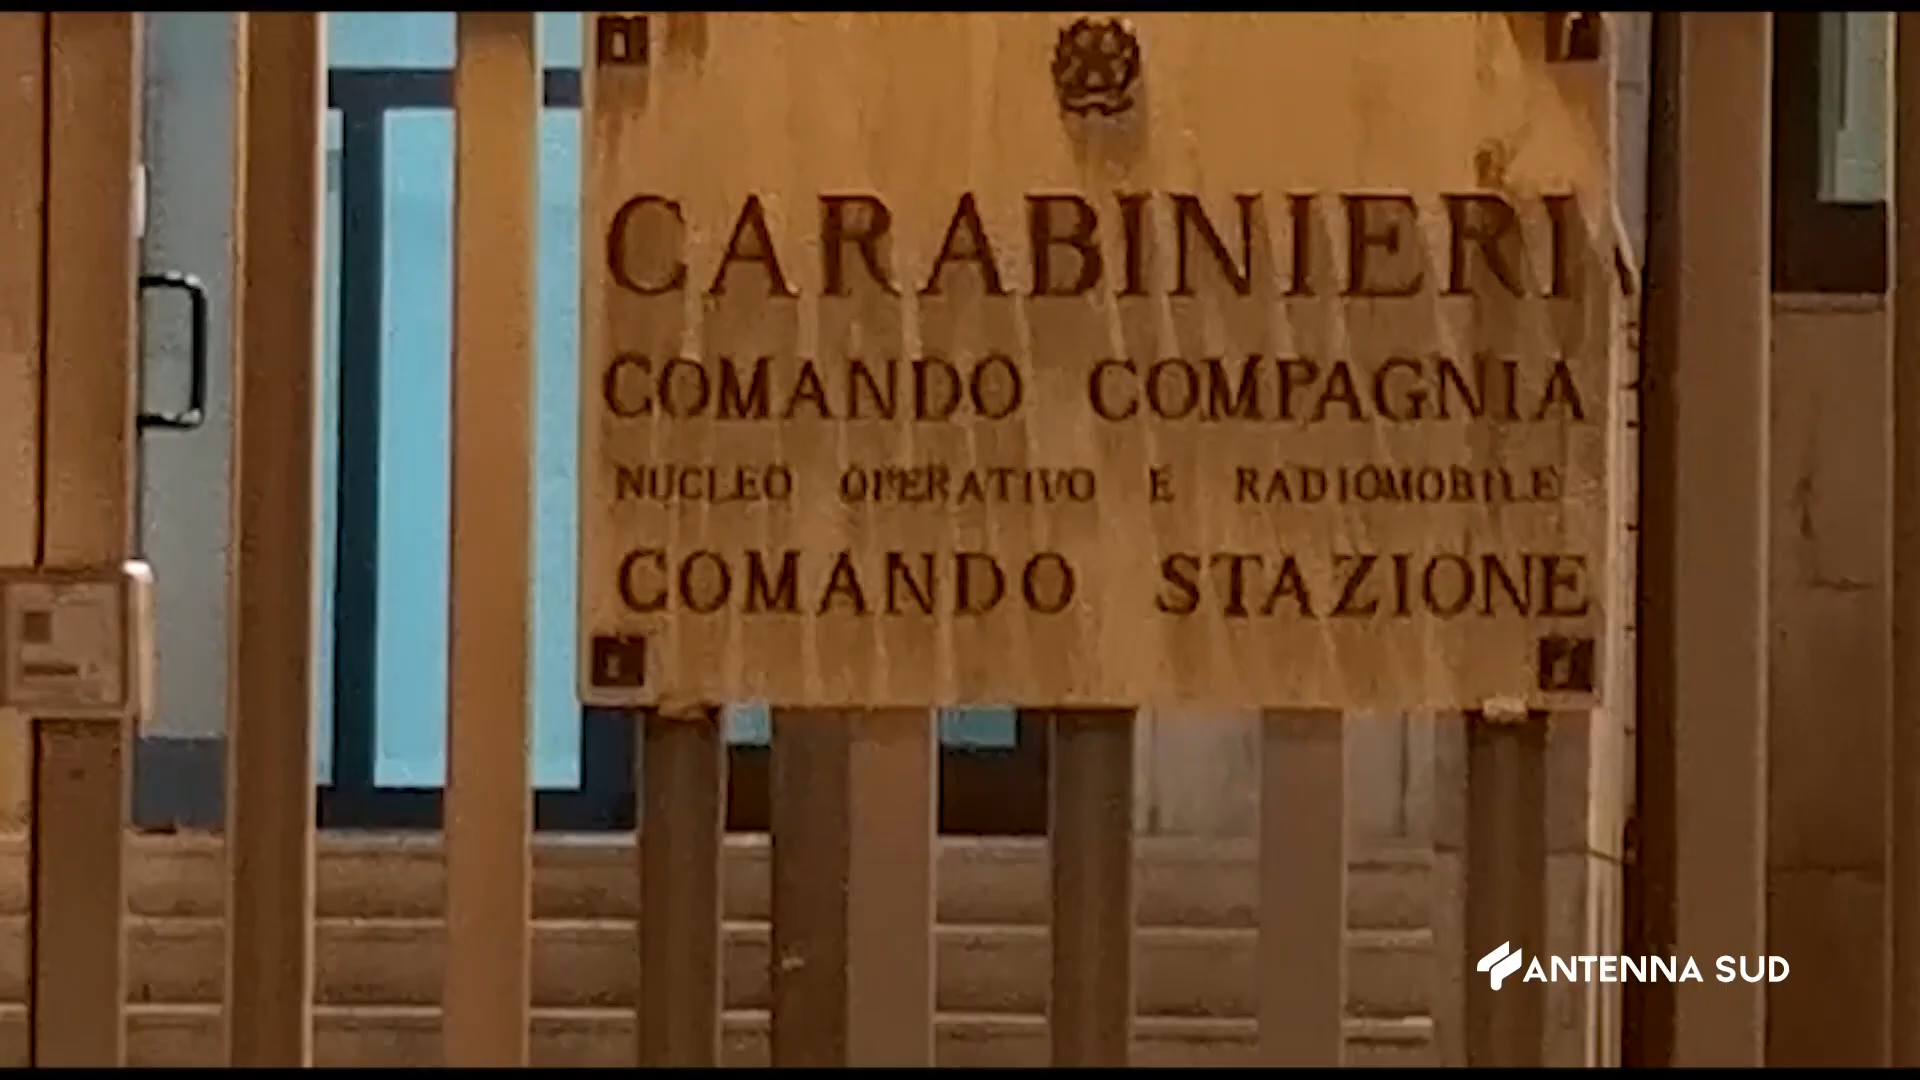 CARABINIERI
COMANDO COMPAGNIA
NUCLEO OPERATIVO E RADIOMOBILE
COMANDO STAZIONE
ANTENNA SUD